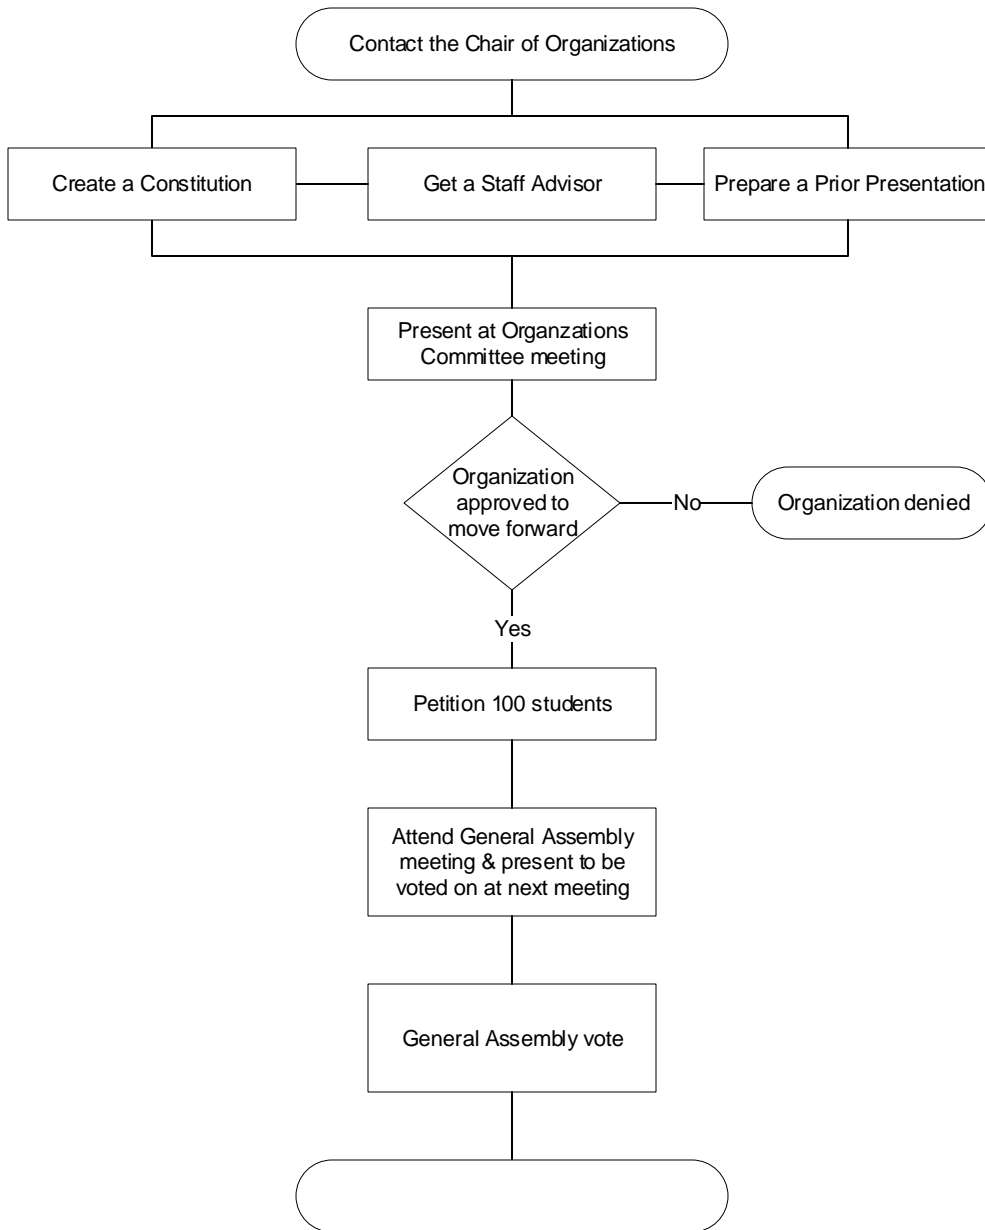 Contact the Chair of Organizations
Create a Constitution
Get a Staff Advisor
Prepare a Prior Presentation
Present at Organzations
Committee meeting
Organization
approved to
move forward
No
Organization denied
Yes
Petition 100 students
Attend General Assembly
meeting & present to be
voted on at next meeting
General Assembly vote